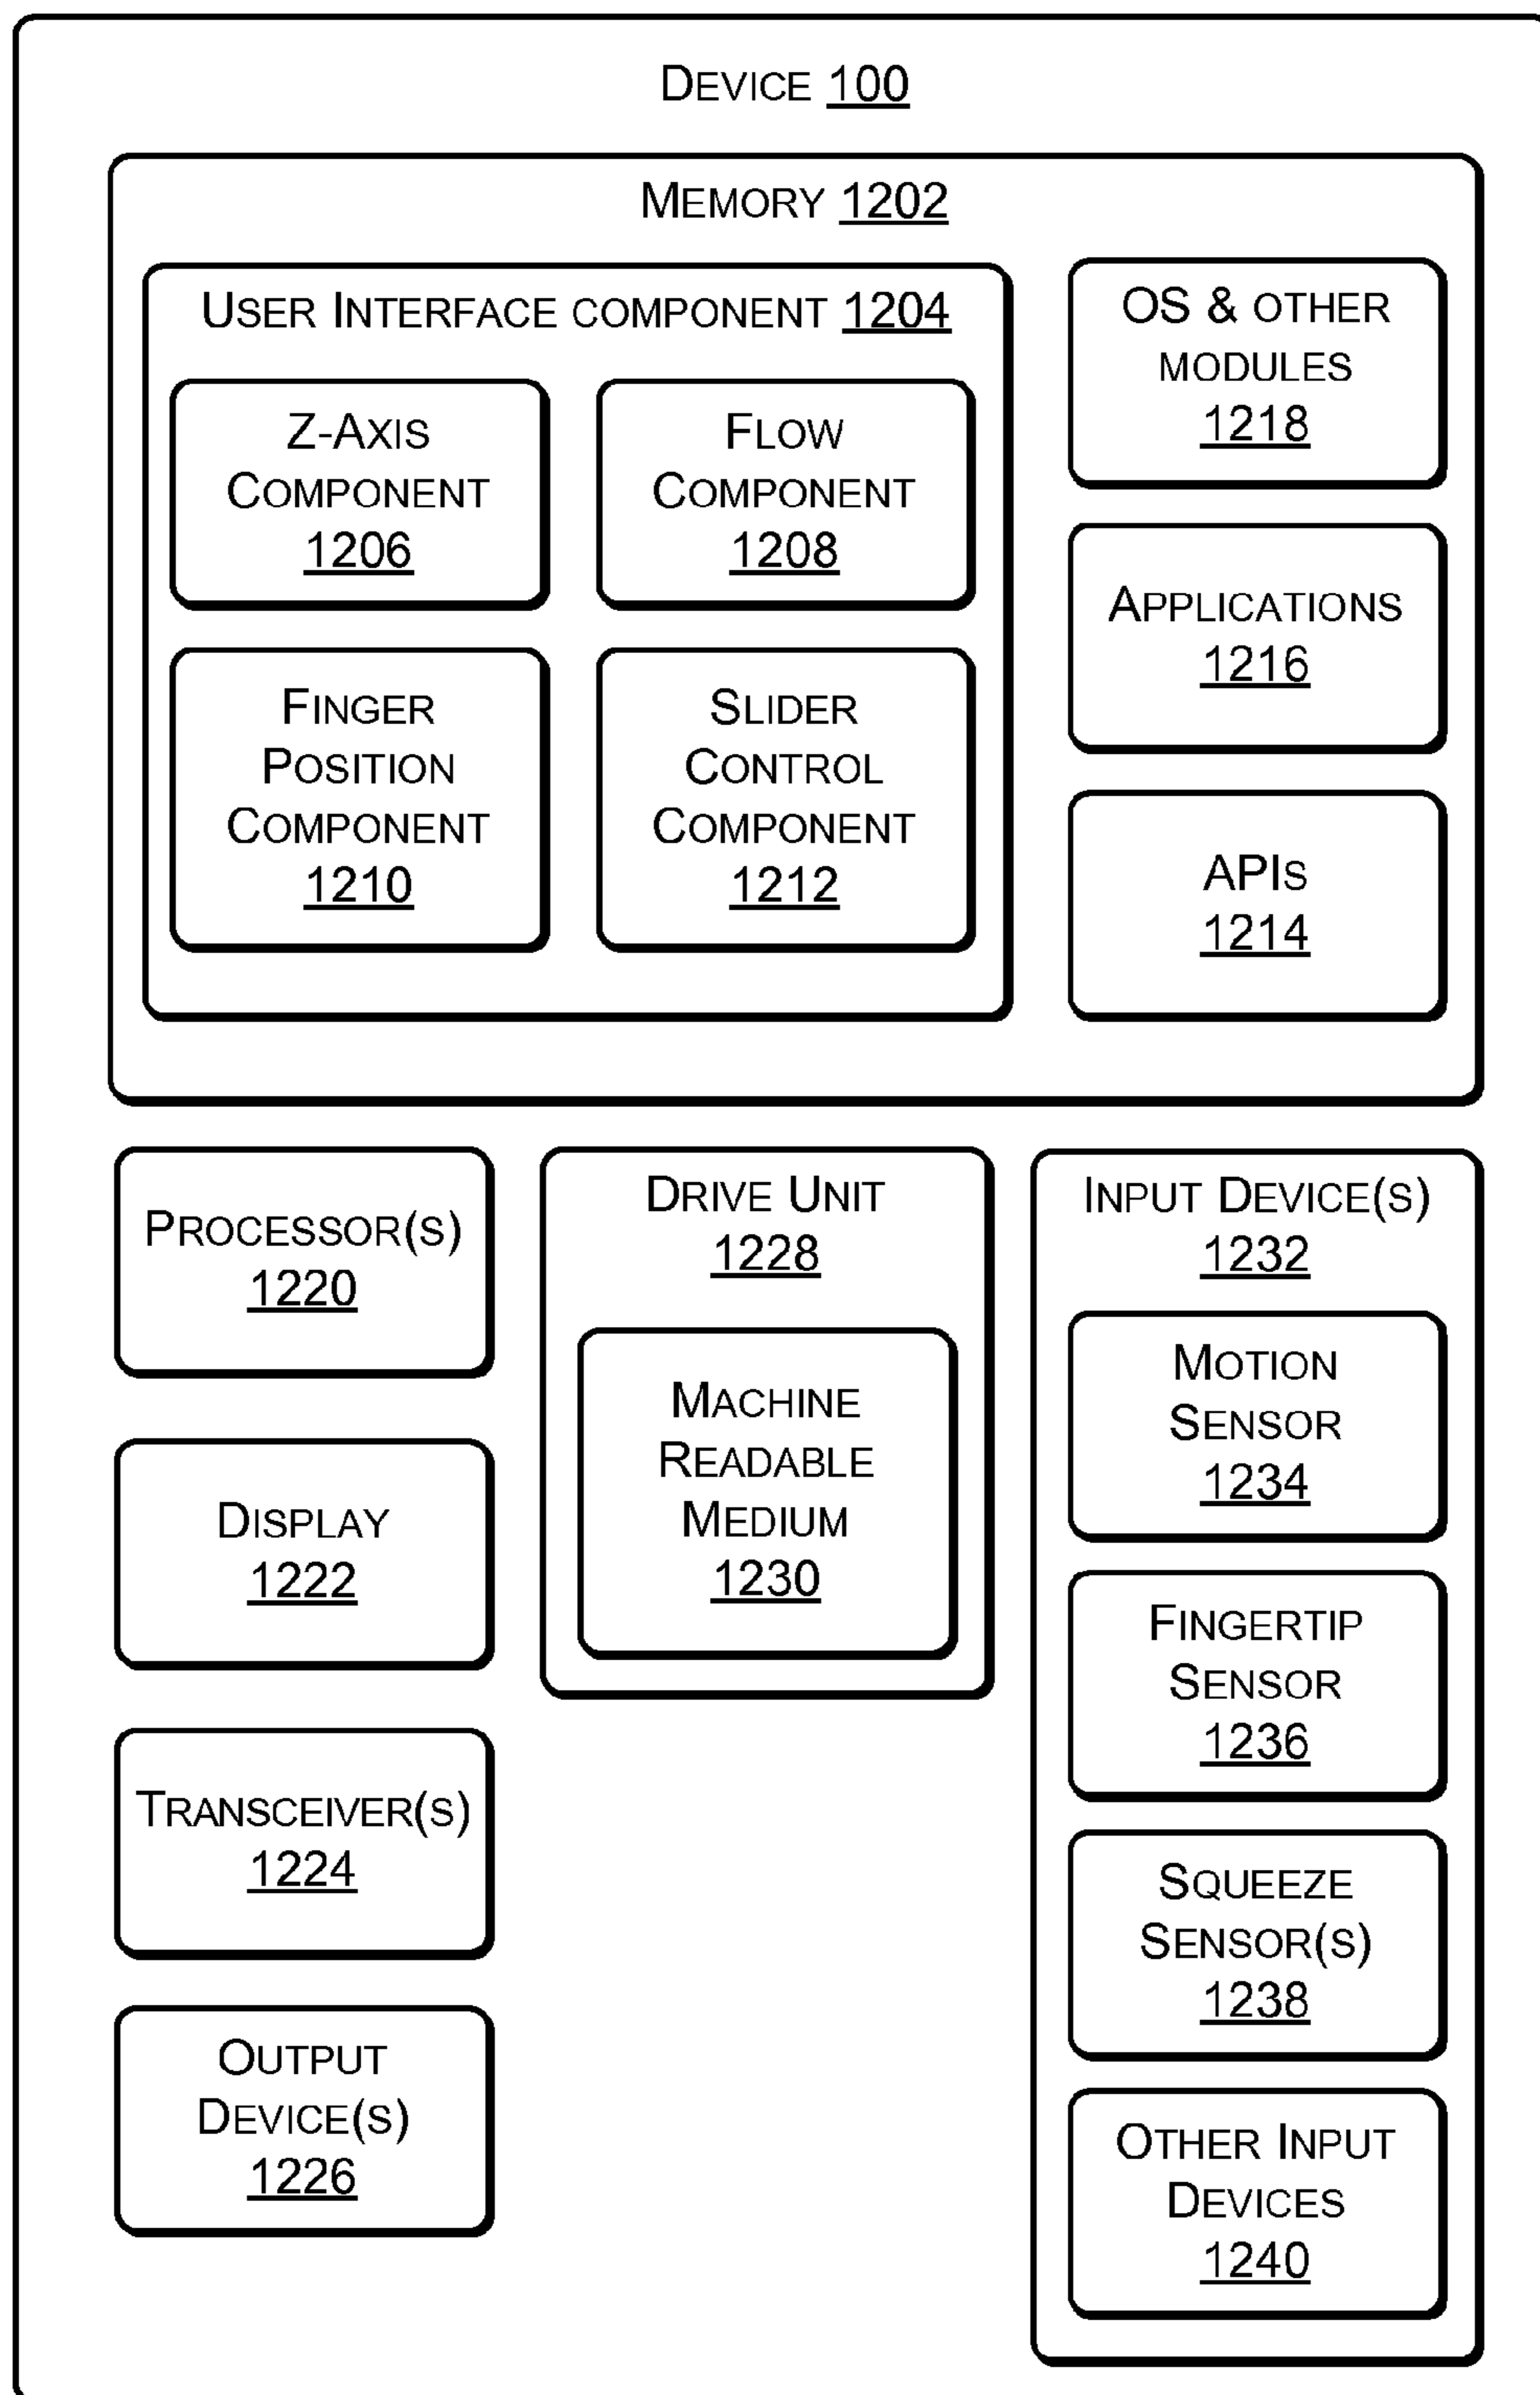 DEVICE 100
MEMORY 1202
USER INTERFACE COMPONENT 1204
Z-AXIS
COMPONENT
1206
FLOW
COMPONENT
1208
FINGER
POSITION
COMPONENT
1210
SLIDER
CONTROL
COMPONENT
1212
OS & OTHER
MODULES
1218
APPLICATIONS
1216
APIS
1214
PROCESSOR(S)
1220
DISPLAY
1222
TRANSCEIVER(S)
1224
OUTPUT
DEVICE(S)
1226
DRIVE UNIT
1228
MACHINE
READABLE
MEDIUM
1230
INPUT DEVICE(S)
1232
MOTION
SENSOR
1234
FINGERTIP
SENSOR
1236
SQUEEZE
SENSOR(S)
1238
OTHER INPUT
DEVICES
1240